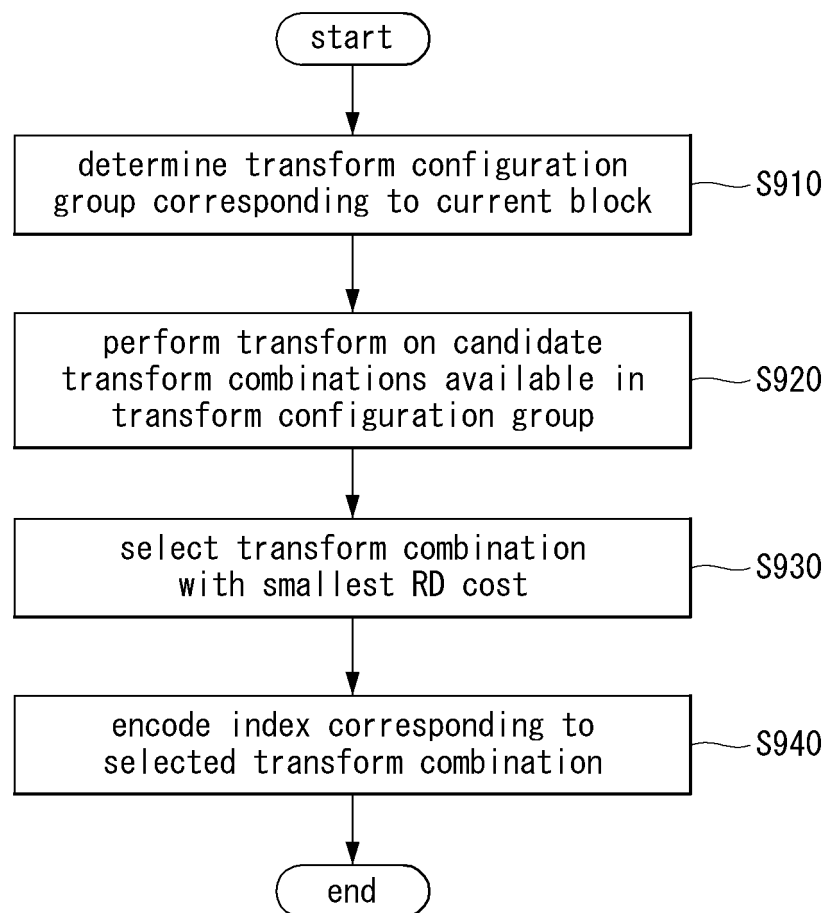 start
determine transform configuration
group corresponding to current block
S910
perform transform on candidate
transform combinations available in
transform configuration group
S920
select transform combination
with smallest RD cost
S930
encode index corresponding to
selected transform combination
S940
end